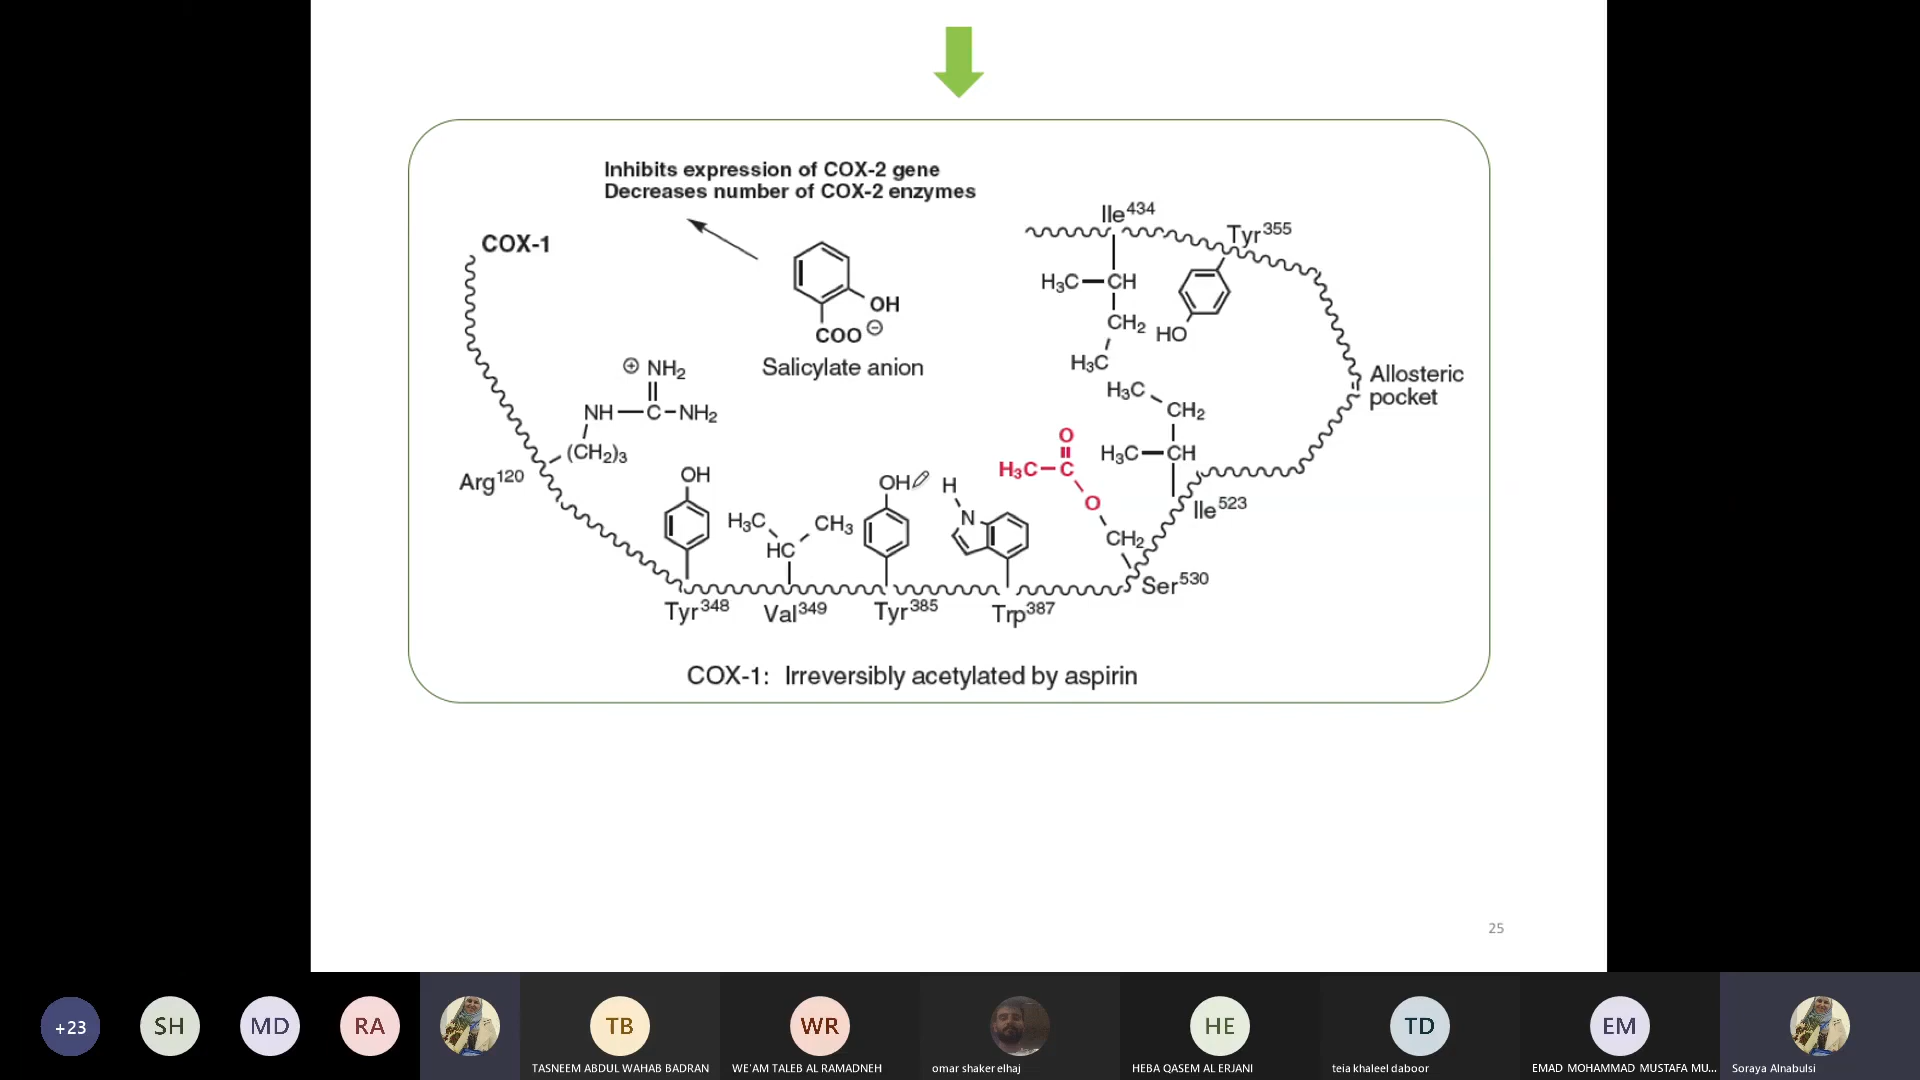 Inhibits expression of COX-2 gene
Decreases number of COX-2 enzymes
COX-1
OH
COO⊖
Salicylate anion
Ile434
Tyr355
H3C—CH
CH2
H3C
HO
Allosteric
pocket
⊕ NH2
NH—C–NH2
(CH2)3
Arg120
OH
H3C
CH3
HC
OH
H
N
O
H3C–C
O
CH2
H3C
CH2
H3C—CH
Ile523
Ser530
Tyr348
Val349
Tyr385
Trp387
COX-1: Irreversibly acetylated by aspirin
25
+23
SH
MD
RA
TB
WR
HE
TD
EM
TASNEEM ABDUL WAHAB BADRAN
WE'AM TALEB AL RAMADNEH
omar shaker elhaj
HEBA QASEM AL ERJANI
teia khaleel daboor
EMAD MOHAMMAD MUSTAFA MU...
Soraya Alnabulsi